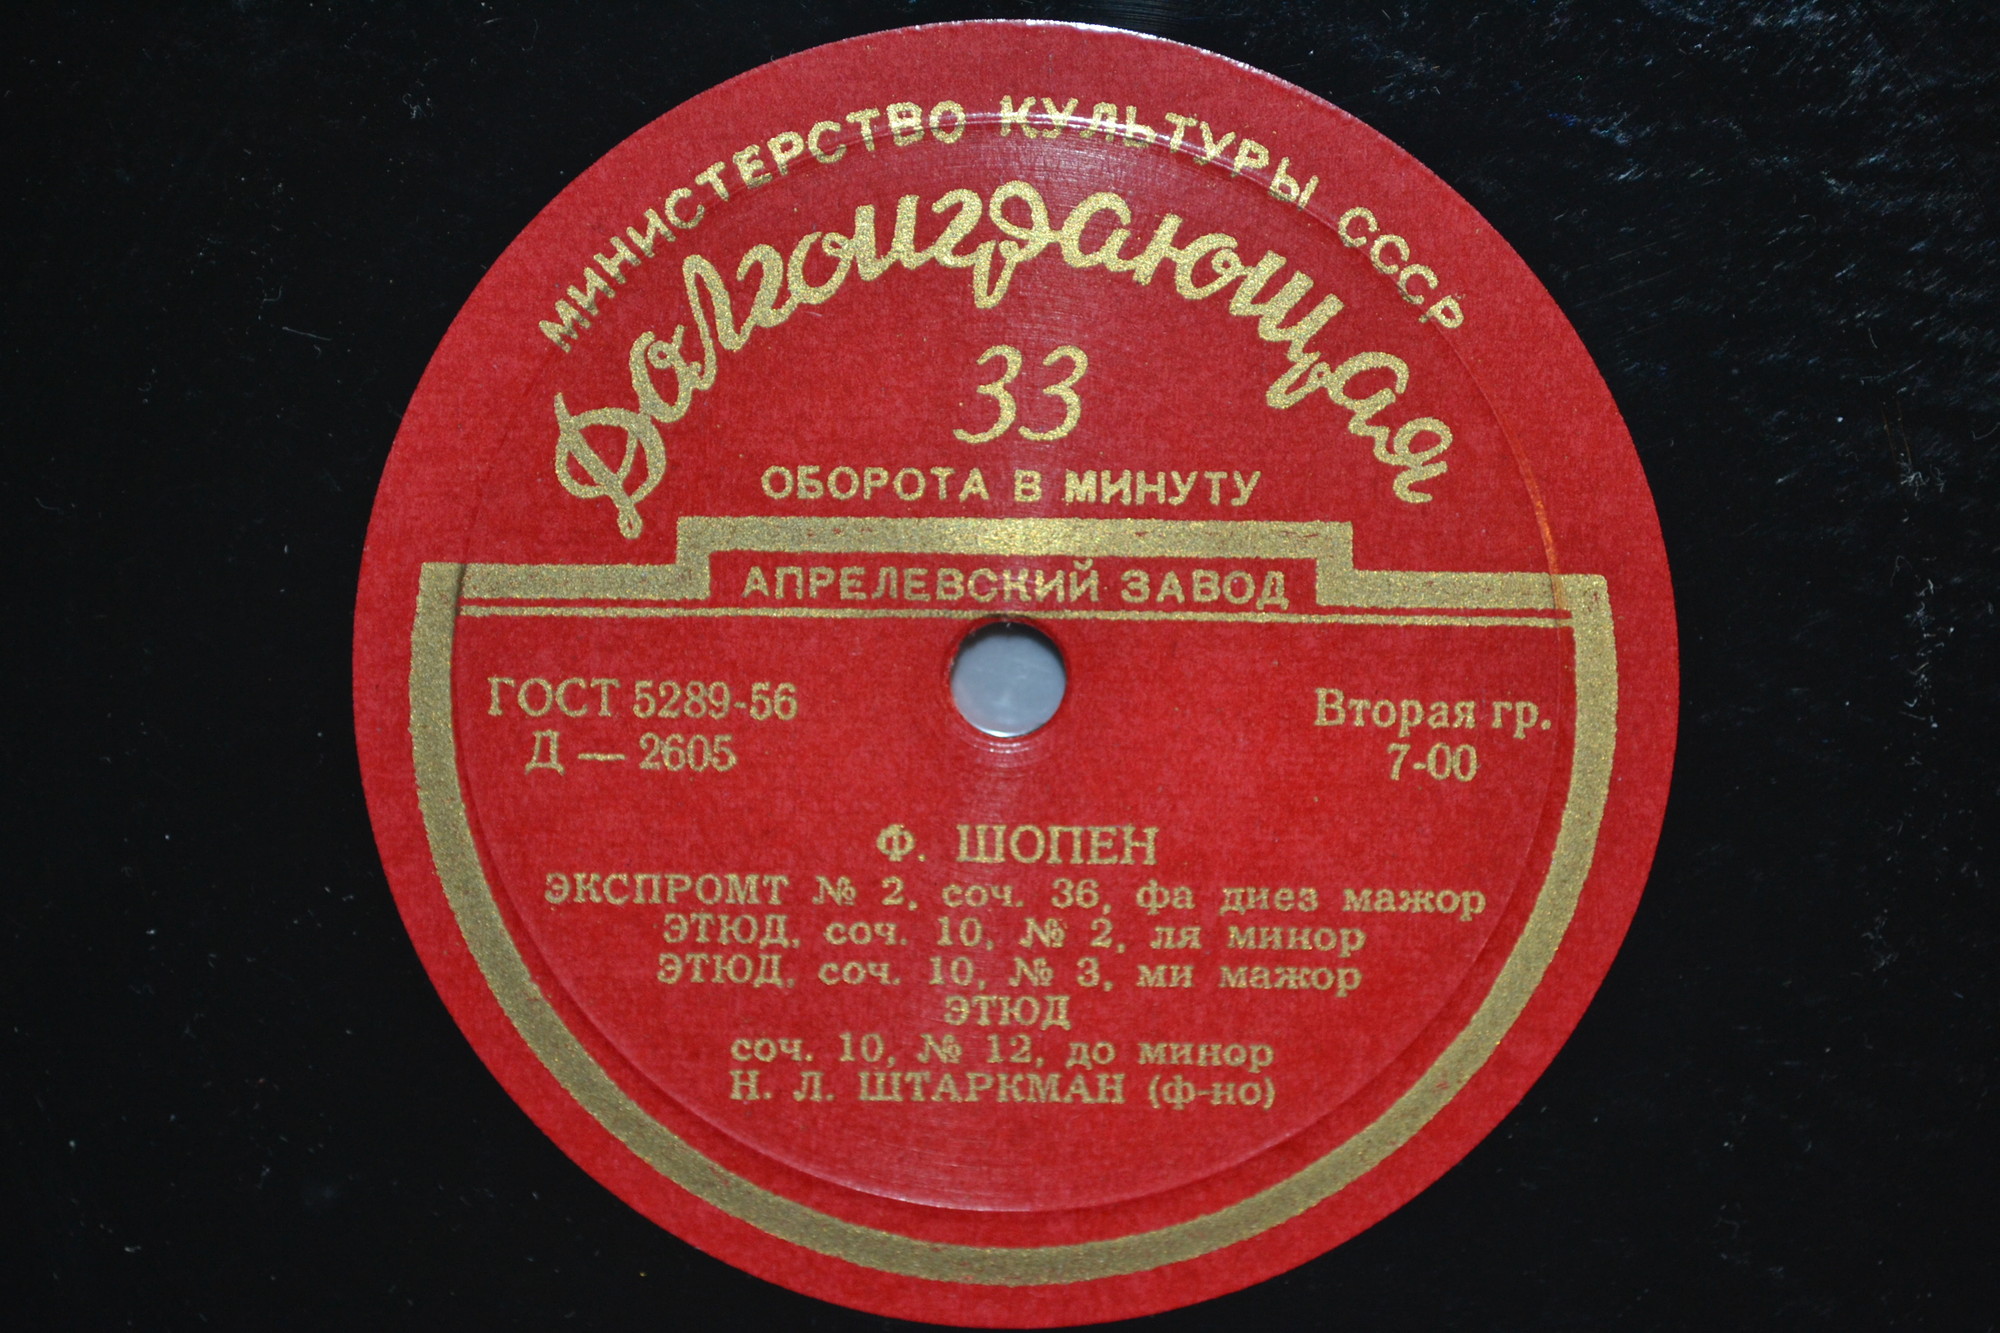 МИНИСТЕРСТВО КУЛЬТУРЫ СССР
Долгоиграющая
33
ОБОРОТА В МИНУТУ
АПРЕЛЕВСКИЙ ЗАВОД
ГОСТ 5289-56
Д — 2605
Вторая гр.
7-00
Ф. ШОПЕН
ЭКСПРОМТ № 2, соч. 36, фа диез мажор
ЭТЮД, соч. 10, № 2, ля минор
ЭТЮД, соч. 10, № 3, ми мажор
ЭТЮД
соч. 10, № 12, до минор
Н. Л. ШТАРКМАН (ф-но)